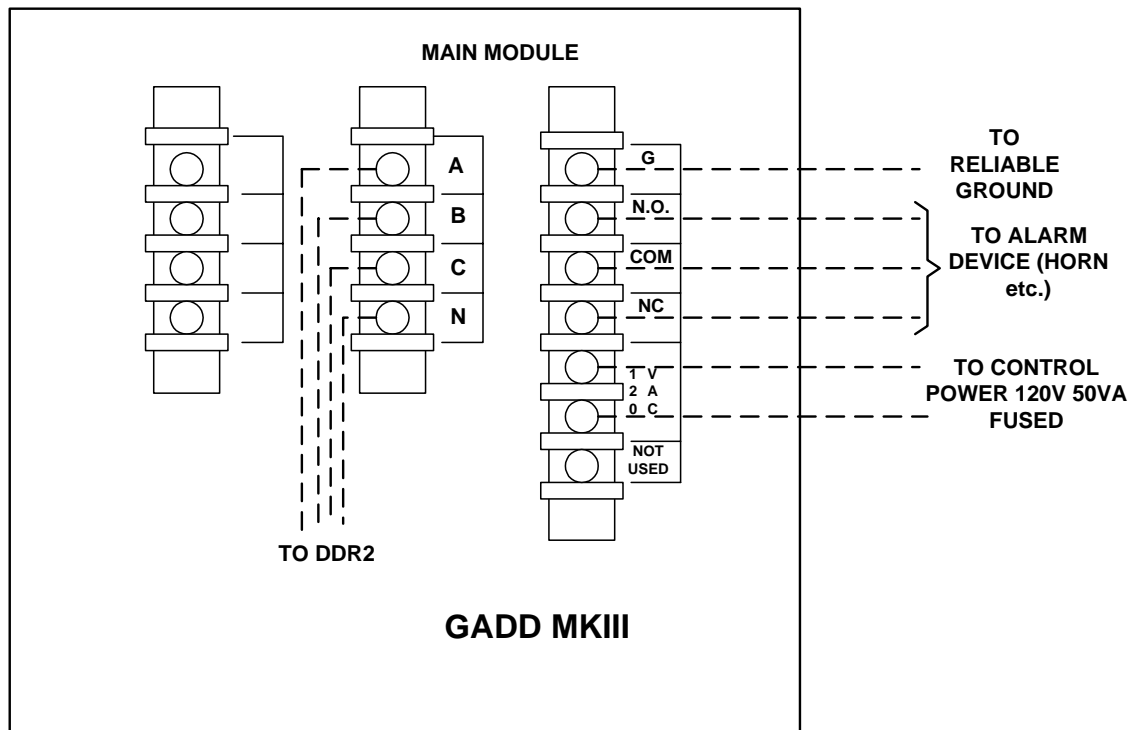 MAIN MODULE
A
B
C
N
G
N.O.
COM
NC
1 V
2 A
0 C
NOT
USED
TO
RELIABLE
GROUND
TO ALARM
DEVICE (HORN
etc.)
TO CONTROL
POWER 120V 50VA
FUSED
TO DDR2
GADD MKIII